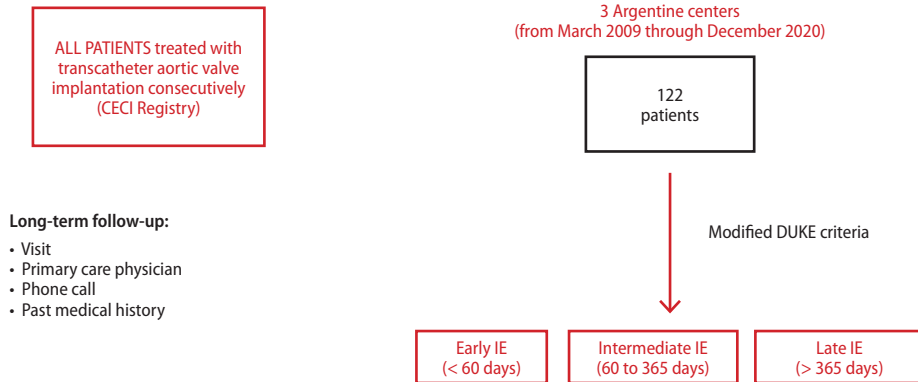 ALL PATIENTS treated with
transcatheter aortic valve
implantation consecutively
(CECI Registry)
3 Argentine centers
(from March 2009 through December 2020)
122
patients
Long-term follow-up:
• Visit
• Primary care physician
• Phone call
• Past medical history
Modified DUKE criteria
Early IE
(< 60 days)
Intermediate IE
(60 to 365 days)
Late IE
(> 365 days)